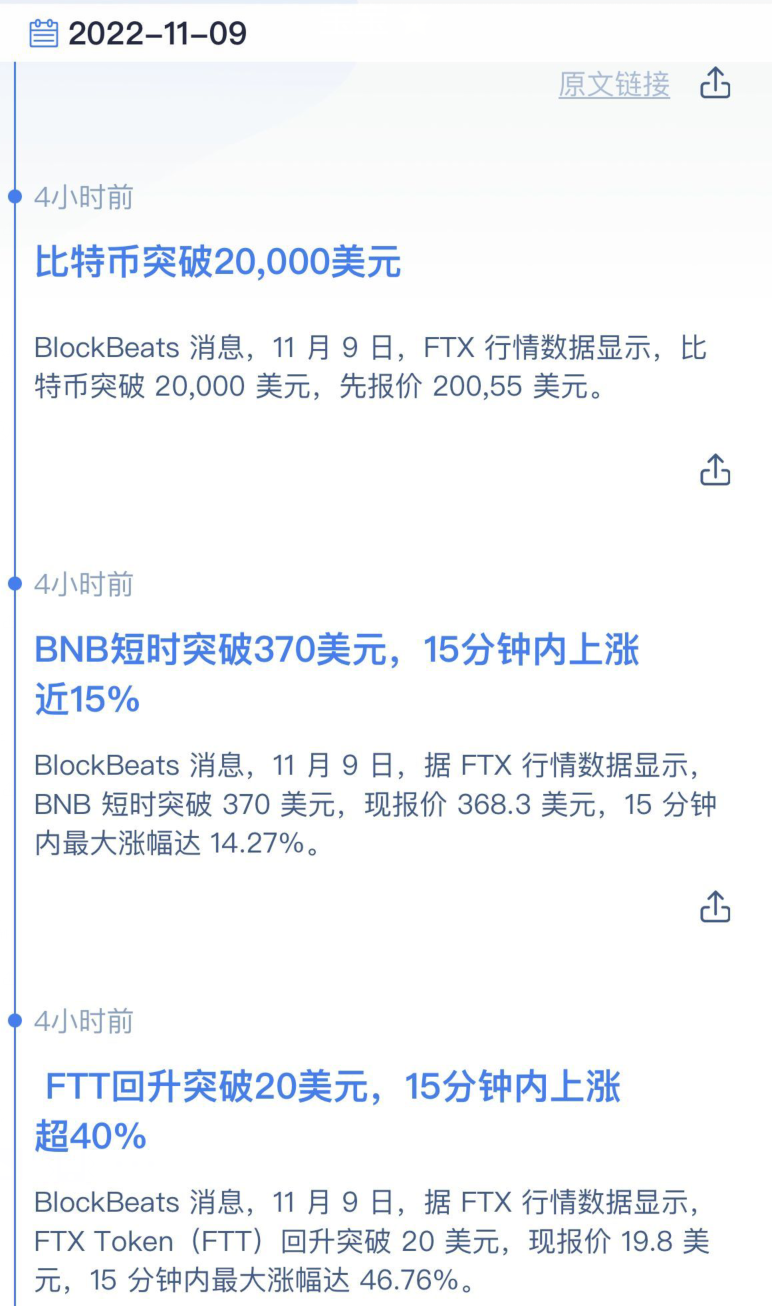 2022-11-09
原文链接
4小时前
比特币突破20,000美元
BlockBeats 消息，11 月 9 日，FTX 行情数据显示，比
特币突破 20,000 美元，先报价 200,55 美元。
4小时前
BNB短时突破370美元，15分钟内上涨
近15%
BlockBeats 消息，11 月 9 日，据 FTX 行情数据显示，
BNB 短时突破 370 美元，现报价 368.3 美元，15 分钟
内最大涨幅达 14.27%。
4小时前
FTT回升突破20美元，15分钟内上涨
超40%
BlockBeats 消息，11 月 9 日，据 FTX 行情数据显示，
FTX Token（FTT）回升突破 20 美元，现报价 19.8 美
元，15 分钟内最大涨幅达 46.76%。